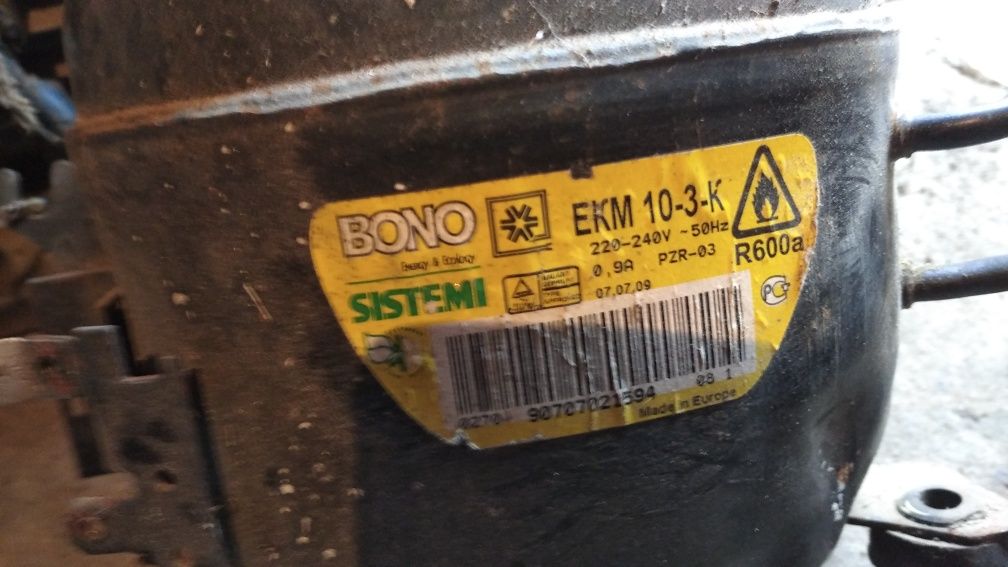 BONO
Energy & Ecology
SISTEMI
EKM 10-3-K
220-240V ~50Hz
0,9A PZR-03
07.07.09
R600a
90707021594
08 1
Made in Europe